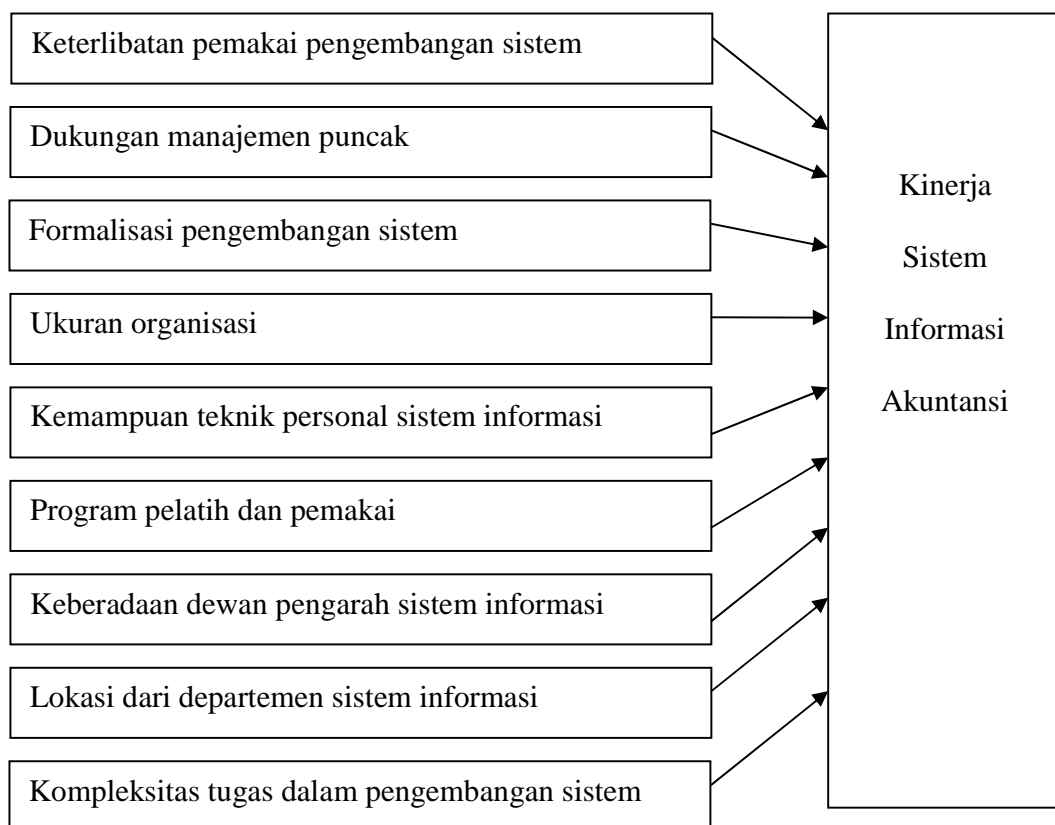 Keterlibatan pemakai pengembangan sistem
Dukungan manajemen puncak
Formalisasi pengembangan sistem
Ukuran organisasi
Kemampuan teknik personal sistem informasi
Program pelatih dan pemakai
Keberadaan dewan pengarah sistem informasi
Lokasi dari departemen sistem informasi
Kompleksitas tugas dalam pengembangan sistem
Kinerja
Sistem
Informasi
Akuntansi